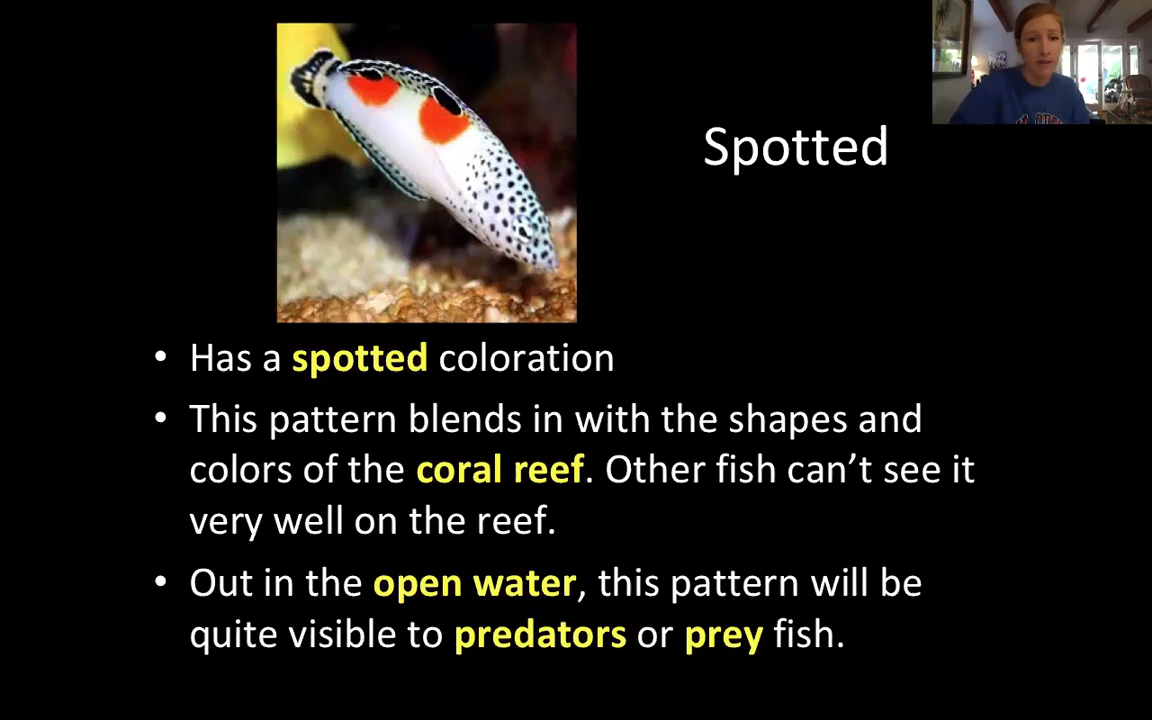 Spotted
• Has a spotted coloration
• This pattern blends in with the shapes and
colors of the coral reef. Other fish can’t see it
very well on the reef.
• Out in the open water, this pattern will be
quite visible to predators or prey fish.